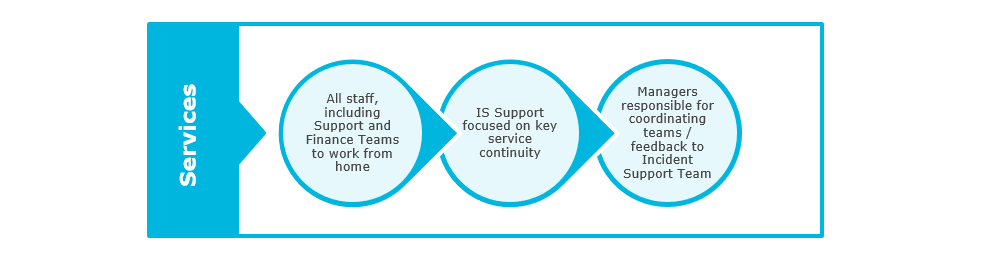 Services
All staff,
including
Support and
Finance Teams
to work from
home
IS Support
focused on key
service
continuity
Managers
responsible for
coordinating
teams /
feedback to
Incident
Support Team